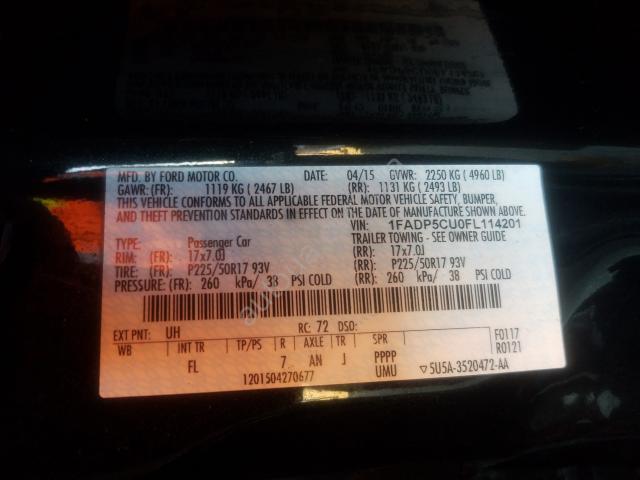 MFD. BY FORD MOTOR CO. DATE: 04/15 GVWR: 2250 KG ( 4960 LB)
GAWR: (FR): 1119 KG ( 2467 LB) (RR): 1131 KG ( 2493 LB)
THIS VEHICLE CONFORMS TO ALL APPLICABLE FEDERAL MOTOR VEHICLE SAFETY, BUMPER,
AND THEFT PREVENTION STANDARDS IN EFFECT ON THE DATE OF MANUFACTURE SHOWN ABOVE.
VIN: 1FADP5CU0FL114201
TYPE: Passenger Car TRAILER TOWING - SEE OWNER GUIDE
RIM: 17x7.0J (RR): 17x7.0J
TIRE: P225/50R17 93V (RR): P225/50R17 93V
PRESSURE: (FR) 260 kPa/ 38 PSI COLD (RR): 260 kPa/ 38 PSI COLD
EXT PNT: UH RC: 72 DSO: F0117
WB INT TR TP/PS R AXLE TR SPR R0121
FL 7 AN J PPPP
UMU
1201504270677 ▽5U5A-3520472-AA